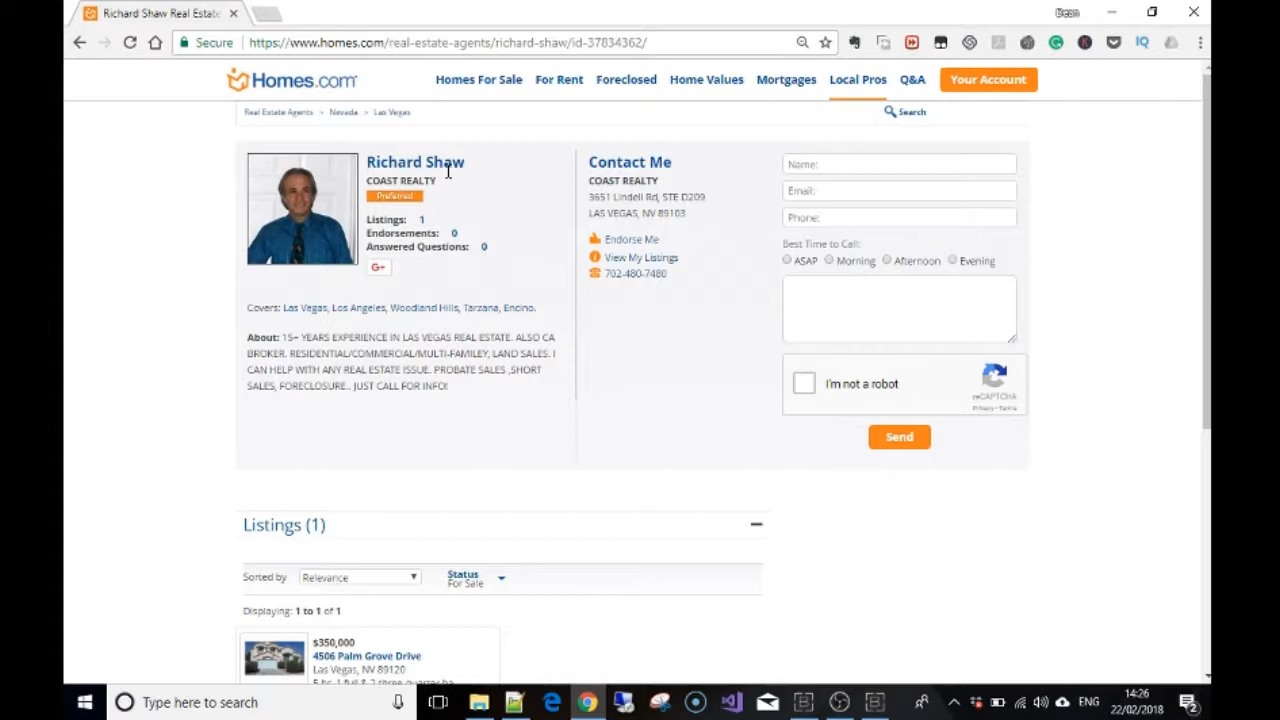 Richard Shaw Real Estate
Dean
Secure
https://www.homes.com/real-estate-agents/richard-shaw/id-37834362/
Homes.com
Homes For Sale
For Rent
Foreclosed
Home Values
Mortgages
Local Pros
Q&A
Your Account
Real Estate Agents > Nevada > Las Vegas
Search
Richard Shaw
COAST REALTY
Preferred
Listings: 1
Endorsements: 0
Answered Questions: 0
G+
Covers: Las Vegas, Los Angeles, Woodland Hills, Tarzana, Encino.
About: 15+ YEARS EXPERIENCE IN LAS VEGAS REAL ESTATE. ALSO CA
BROKER. RESIDENTIAL/COMMERCIAL/MULTI-FAMILEY, LAND SALES. I
CAN HELP WITH ANY REAL ESTATE ISSUE. PROBATE SALES ,SHORT
SALES, FORECLOSURE.. JUST CALL FOR INFO!
Contact Me
COAST REALTY
3651 Lindell Rd, STE D209
LAS VEGAS, NV 89103
Endorse Me
View My Listings
702-480-7480
Name:
Email:
Phone:
Best Time to Call:
ASAP Morning Afternoon Evening
I'm not a robot
reCAPTCHA
Privacy - Terms
Send
Listings (1)
Sorted by Relevance
Status
For Sale
Displaying: 1 to 1 of 1
$350,000
4506 Palm Grove Drive
Las Vegas, NV 89120
Type here to search
ENG
14:26
22/02/2018
2